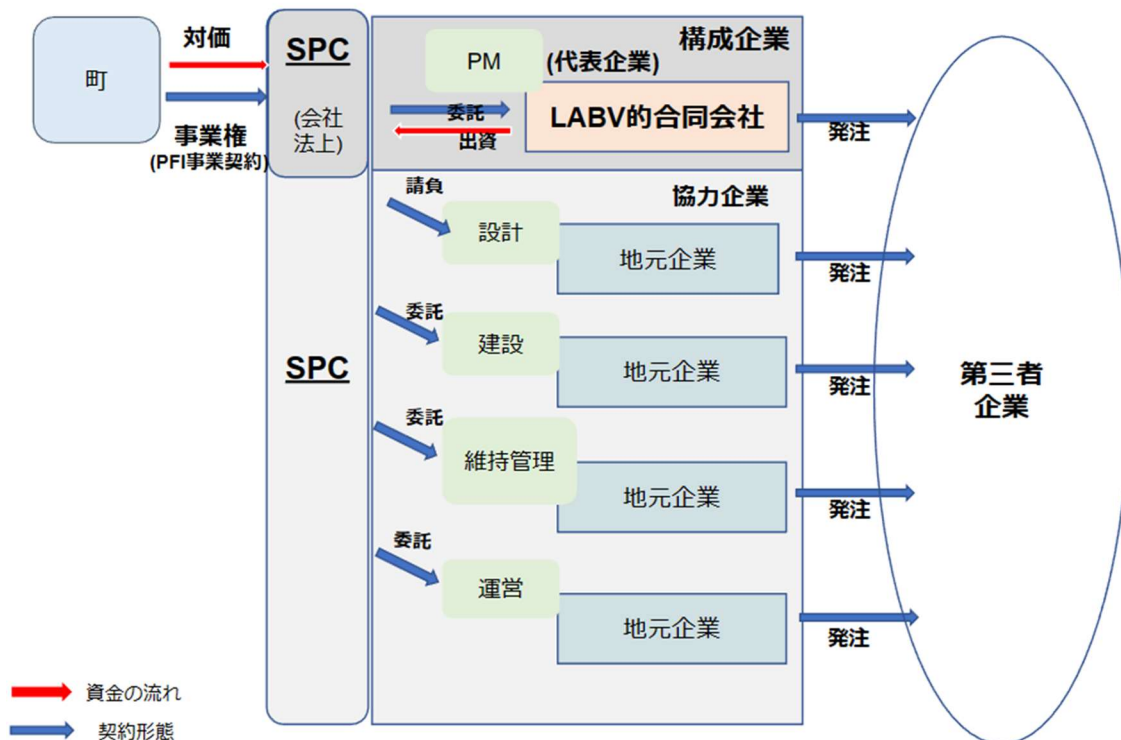 町
対価
事業権
(PFI事業契約)
SPC
(会社
法上)
SPC
構成企業
PM
(代表企業)
委託
出資
LABV的合同会社
発注
協力企業
請負
設計
地元企業
発注
委託
建設
地元企業
発注
委託
維持管理
地元企業
発注
委託
運営
地元企業
発注
第三者
企業
資金の流れ
契約形態